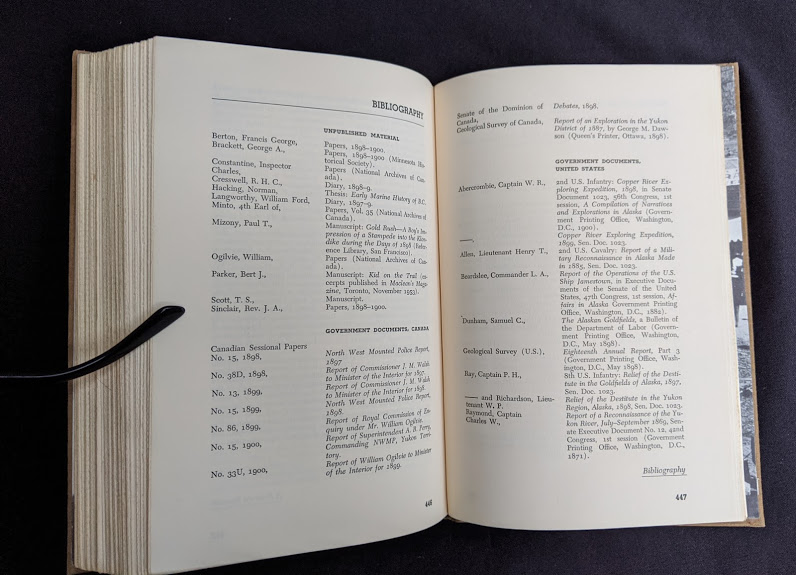 BIBLIOGRAPHY
UNPUBLISHED MATERIAL
Berton, Francis George, Papers, 1898–1900.
Brackett, George A., Papers, 1898–1900 (Minnesota Historical Society).
Constantine, Inspector Charles, Papers (National Archives of Canada).
Cresswell, R. H. C., Diary, 1898–9.
Hacking, Norman, Thesis: Early Marine History of B.C.
Langworthy, William Ford, Diary, 1897–9.
Minto, 4th Earl of, Papers, Vol. 35 (National Archives of Canada).
Mizony, Paul T., Manuscript: Gold Rush—A Boy's Impression of a Stampede into the Klondike during the Days of 1898 (Reference Library, San Francisco).
Ogilvie, William, Papers (National Archives of Canada).
Parker, Bert J., Manuscript: Kid on the Trail (excerpts published in Maclean's Magazine, Toronto, November 1952).
Scott, T. S., Manuscript.
Sinclair, Rev. J. A., Papers, 1898–1900.
GOVERNMENT DOCUMENTS, CANADA
Canadian Sessional Papers
No. 15, 1898, North West Mounted Police Report, 1897
No. 38D, 1898, Report of Commissioner J. M. Walsh to Minister of the Interior for 1897.
No. 13, 1899, Report of Commissioner J. M. Walsh to Minister of the Interior for 1898.
No. 15, 1899, North West Mounted Police Report, 1898.
No. 86, 1899, Report of Royal Commission of Enquiry under Mr. William Ogilvie.
No. 15, 1900, Report of Superintendent A. B. Perry, Commanding NWMP, Yukon Territory.
No. 33U, 1900, Report of William Ogilvie to Minister of the Interior for 1899.
446
Senate of the Dominion of Canada, Debates, 1898.
Geological Survey of Canada, Report of an Exploration in the Yukon District of 1887, by George M. Dawson (Queen's Printer, Ottawa, 1898).
GOVERNMENT DOCUMENTS,
UNITED STATES
Abercrombie, Captain W. R., 2nd U.S. Infantry: Copper River Exploring Expedition, 1898, in Senate Document 1023, 56th Congress, 1st session, A Compilation of Narratives and Explorations in Alaska (Government Printing Office, Washington, D.C., 1900).
———, Copper River Exploring Expedition, 1899, Sen. Doc. 1023.
Allen, Lieutenant Henry T., 2nd U.S. Cavalry: Report of a Military Reconnaissance in Alaska Made in 1885, Sen. Doc. 1023.
Beardslee, Commander L. A., Report of the Operations of the U.S. Ship Jamestown, in Executive Documents of the Senate of the United States, 47th Congress, 1st session, Affairs in Alaska Government Printing Office. Washington, D.C., 1882).
Dunham, Samuel C., The Alaskan Goldfields, a Bulletin of the Department of Labor (Government Printing Office, Washington, D.C., May 1898).
Geological Survey (U.S.), Eighteenth Annual Report, Part 3 (Government Printing Office, Washington, D.C., May 1898)
Ray, Captain P. H., 8th U.S. Infantry: Relief of the Destitute in the Goldfields of Alaska, 1897, Sen. Doc. 1023.
—— and Richardson, Lieutenant W. P. Relief of the Destitute in the Yukon Region, Alaska, 1898, Sen. Doc. 1023.
Raymond, Captain Charles W., Report of a Reconnaissance of the Yukon River, July–September 1869, Senate Executive Document No. 12, 42nd Congress, 1st session (Government Printing Office, Washington, D.C., 1871).
Bibliography
447